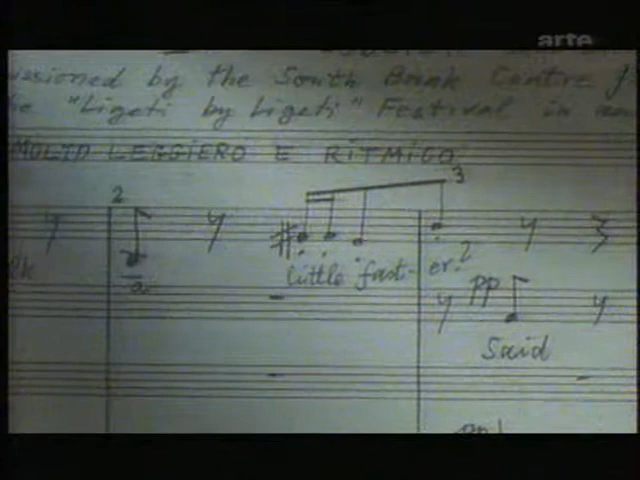 arte
issioned by the South Bank Centre f
he "Ligeti by Ligeti" Festival in
MOLTO LEGGIERO E RITMICO
2
3
lk
a
little fast- er?
pp
Said